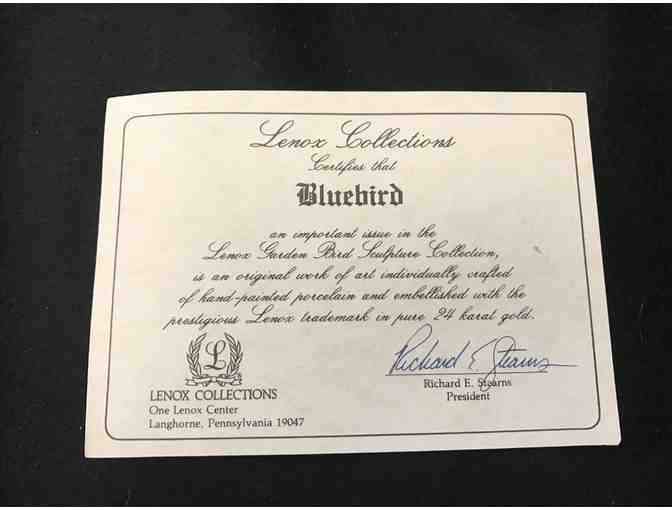 Lenox Collections
Certifies that
Bluebird
an important issue in the
Lenox Garden Bird Sculpture Collection,
is an original work of art individually crafted
of hand-painted porcelain and embellished with the
prestigious Lenox trademark in pure 24 karat gold.
L
LENOX COLLECTIONS
One Lenox Center
Langhorne, Pennsylvania 19047
Richard E. Stearns
Richard E. Stearns
President